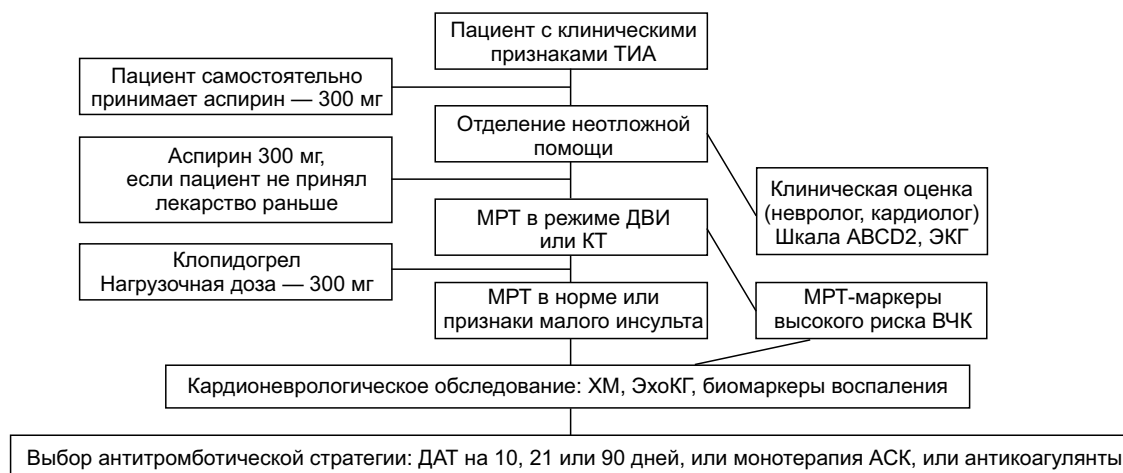 Пациент с клиническими
признаками ТИА
Пациент самостоятельно
принимает аспирин — 300 мг
Отделение неотложной
помощи
Аспирин 300 мг,
если пациент не принял
лекарство раньше
Клиническая оценка
(невролог, кардиолог)
Шкала ABCD2, ЭКГ
МРТ в режиме ДВИ
или КТ
Клопидогрел
Нагрузочная доза — 300 мг
МРТ в норме или
признаки малого инсульта
МРТ-маркеры
высокого риска ВЧК
Кардионеврологическое обследование: ХМ, ЭхоКГ, биомаркеры воспаления
Выбор антитромботической стратегии: ДАТ на 10, 21 или 90 дней, или монотерапия АСК, или антикоагулянты